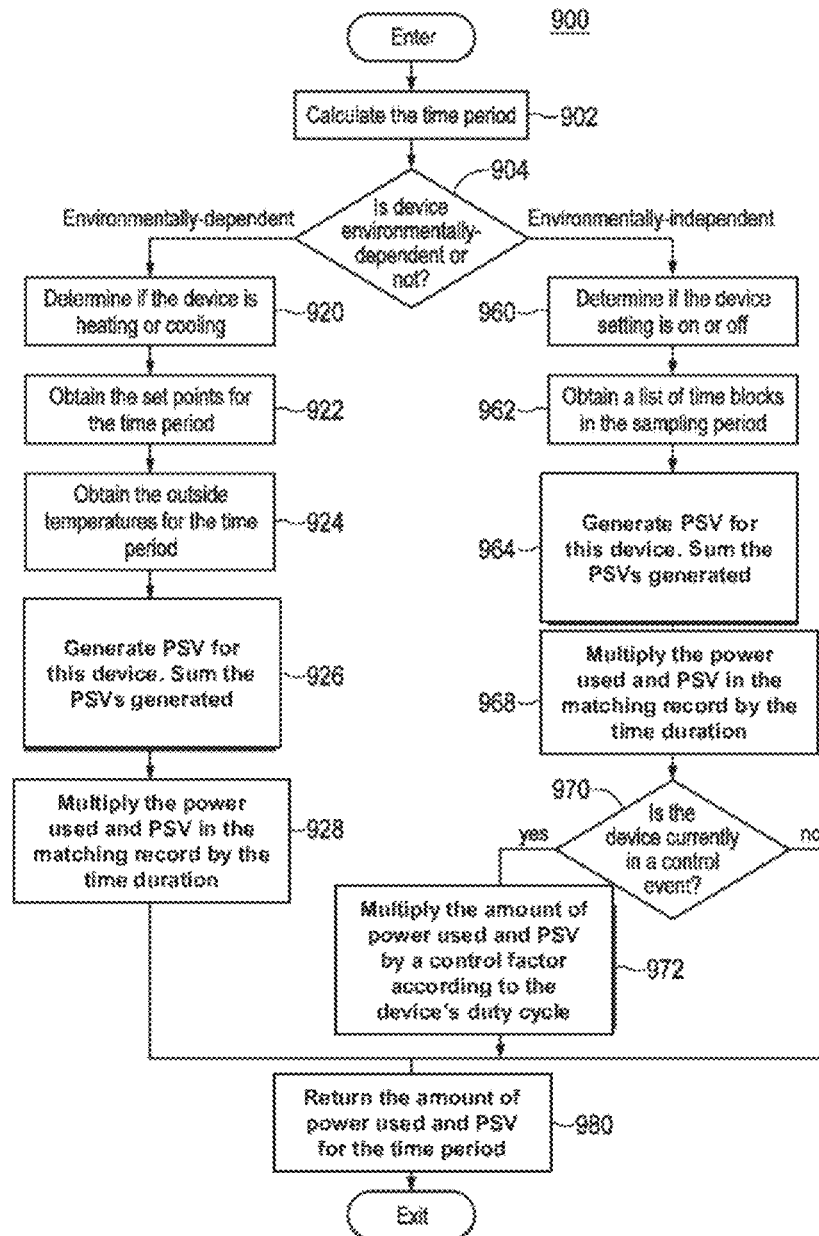 900
Enter
Calculate the time period
902
904
Is device
environmentally-
dependent or
not?
Environmentally-dependent
Environmentally-independent
Determine if the device is
heating or cooling
920
Obtain the set points for
the time period
922
Obtain the outside
temperatures for the time
period
924
Generate PSV for
this device. Sum the
PSVs generated
926
Multiply the power
used and PSV in the
matching record by the
time duration
928
960
Determine if the device
setting is on or off
962
Obtain a list of time blocks
in the sampling period
964
Generate PSV for
this device. Sum the
PSVs generated
968
Multiply the power
used and PSV in the
matching record by the
time duration
970
Is the
device currently
in a control
event?
yes
no
Multiply the amount of
power used and PSV
by a control factor
according to the
device's duty cycle
972
Return the amount of
power used and PSV
for the time period
980
Exit